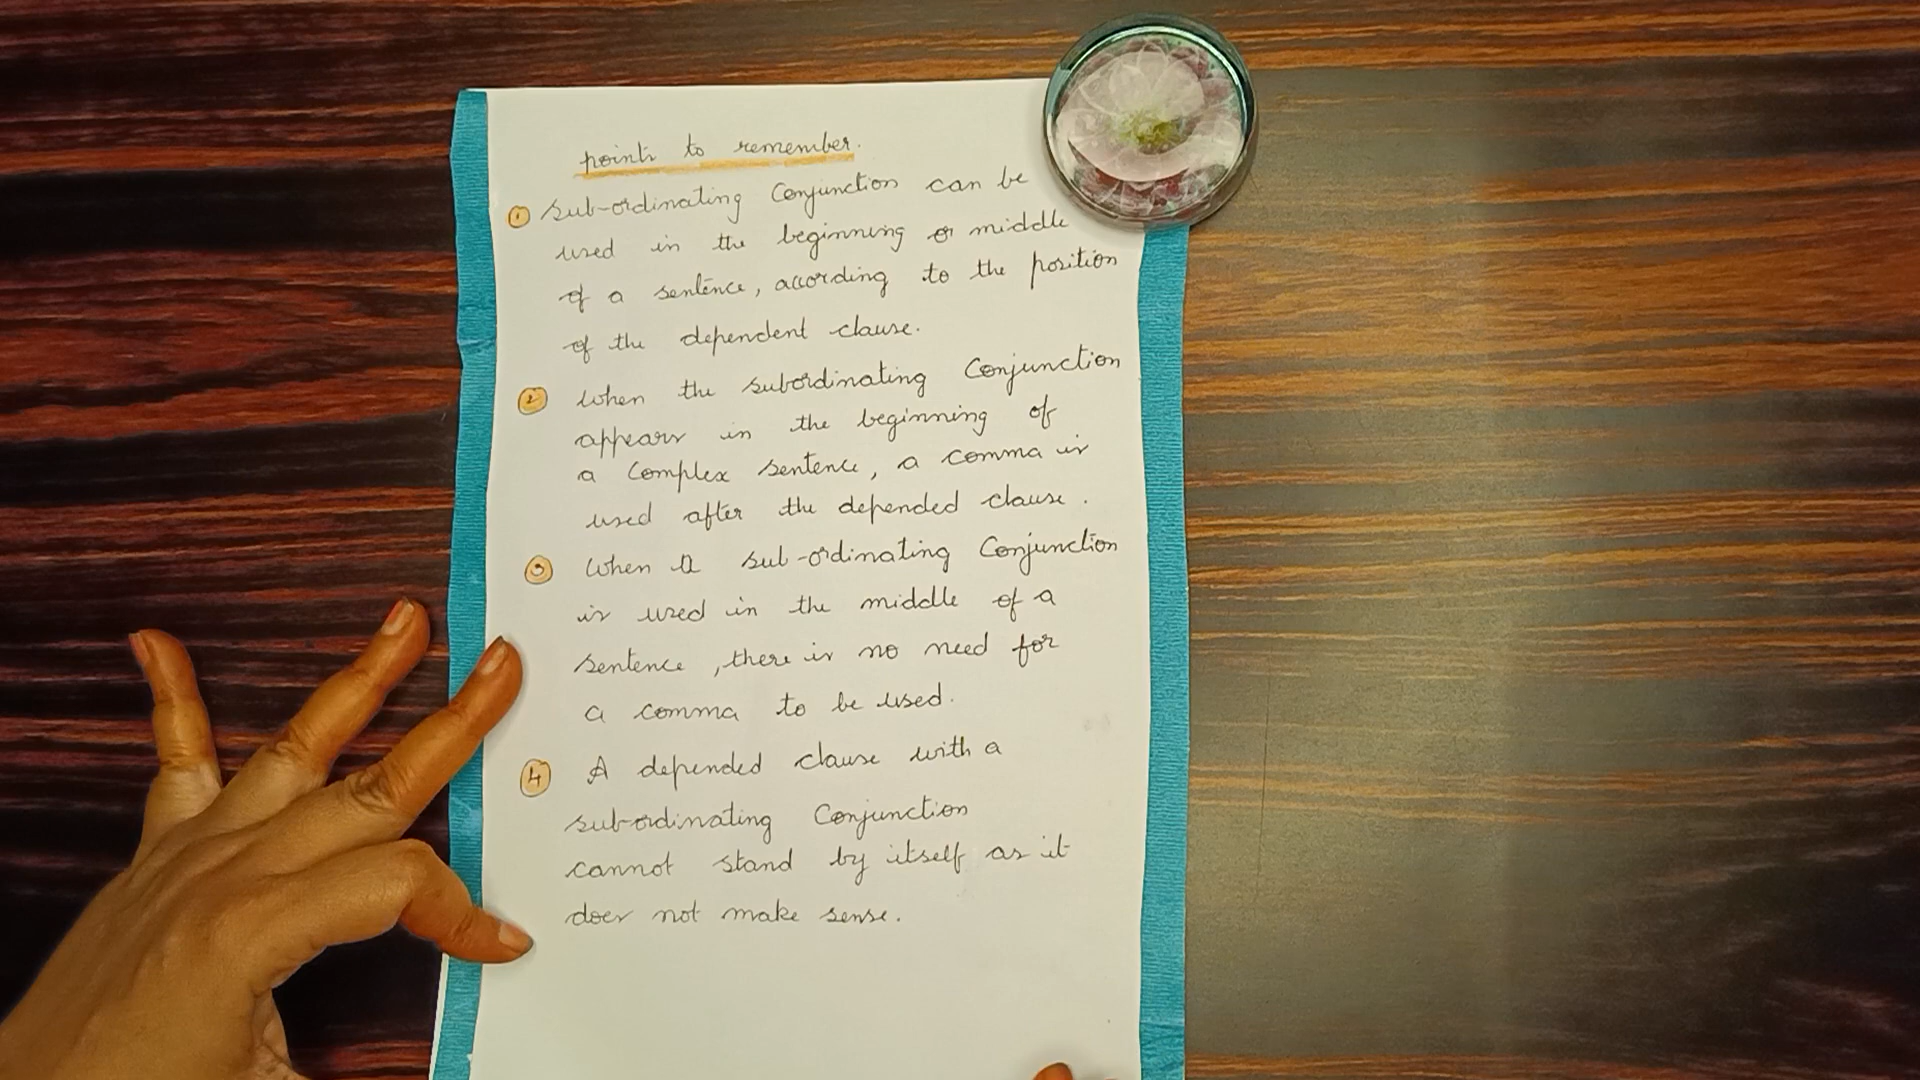 points to remember.
① sub-ordinating Conjunction can be
used in the beginning or middle
of a sentence, acording to the position
of the dependent clause.
② when the subordinating Conjunction
appears in the beginning of
a complex sentence, a comma is
used after the depended clause.
③ when a sub-ordinating Conjunction
is used in the middle of a
sentence, there is no need for
a comma to be used.
④ A depended clause with a
sub-ordinating Conjunction
cannot stand by itself as it
does not make sense.